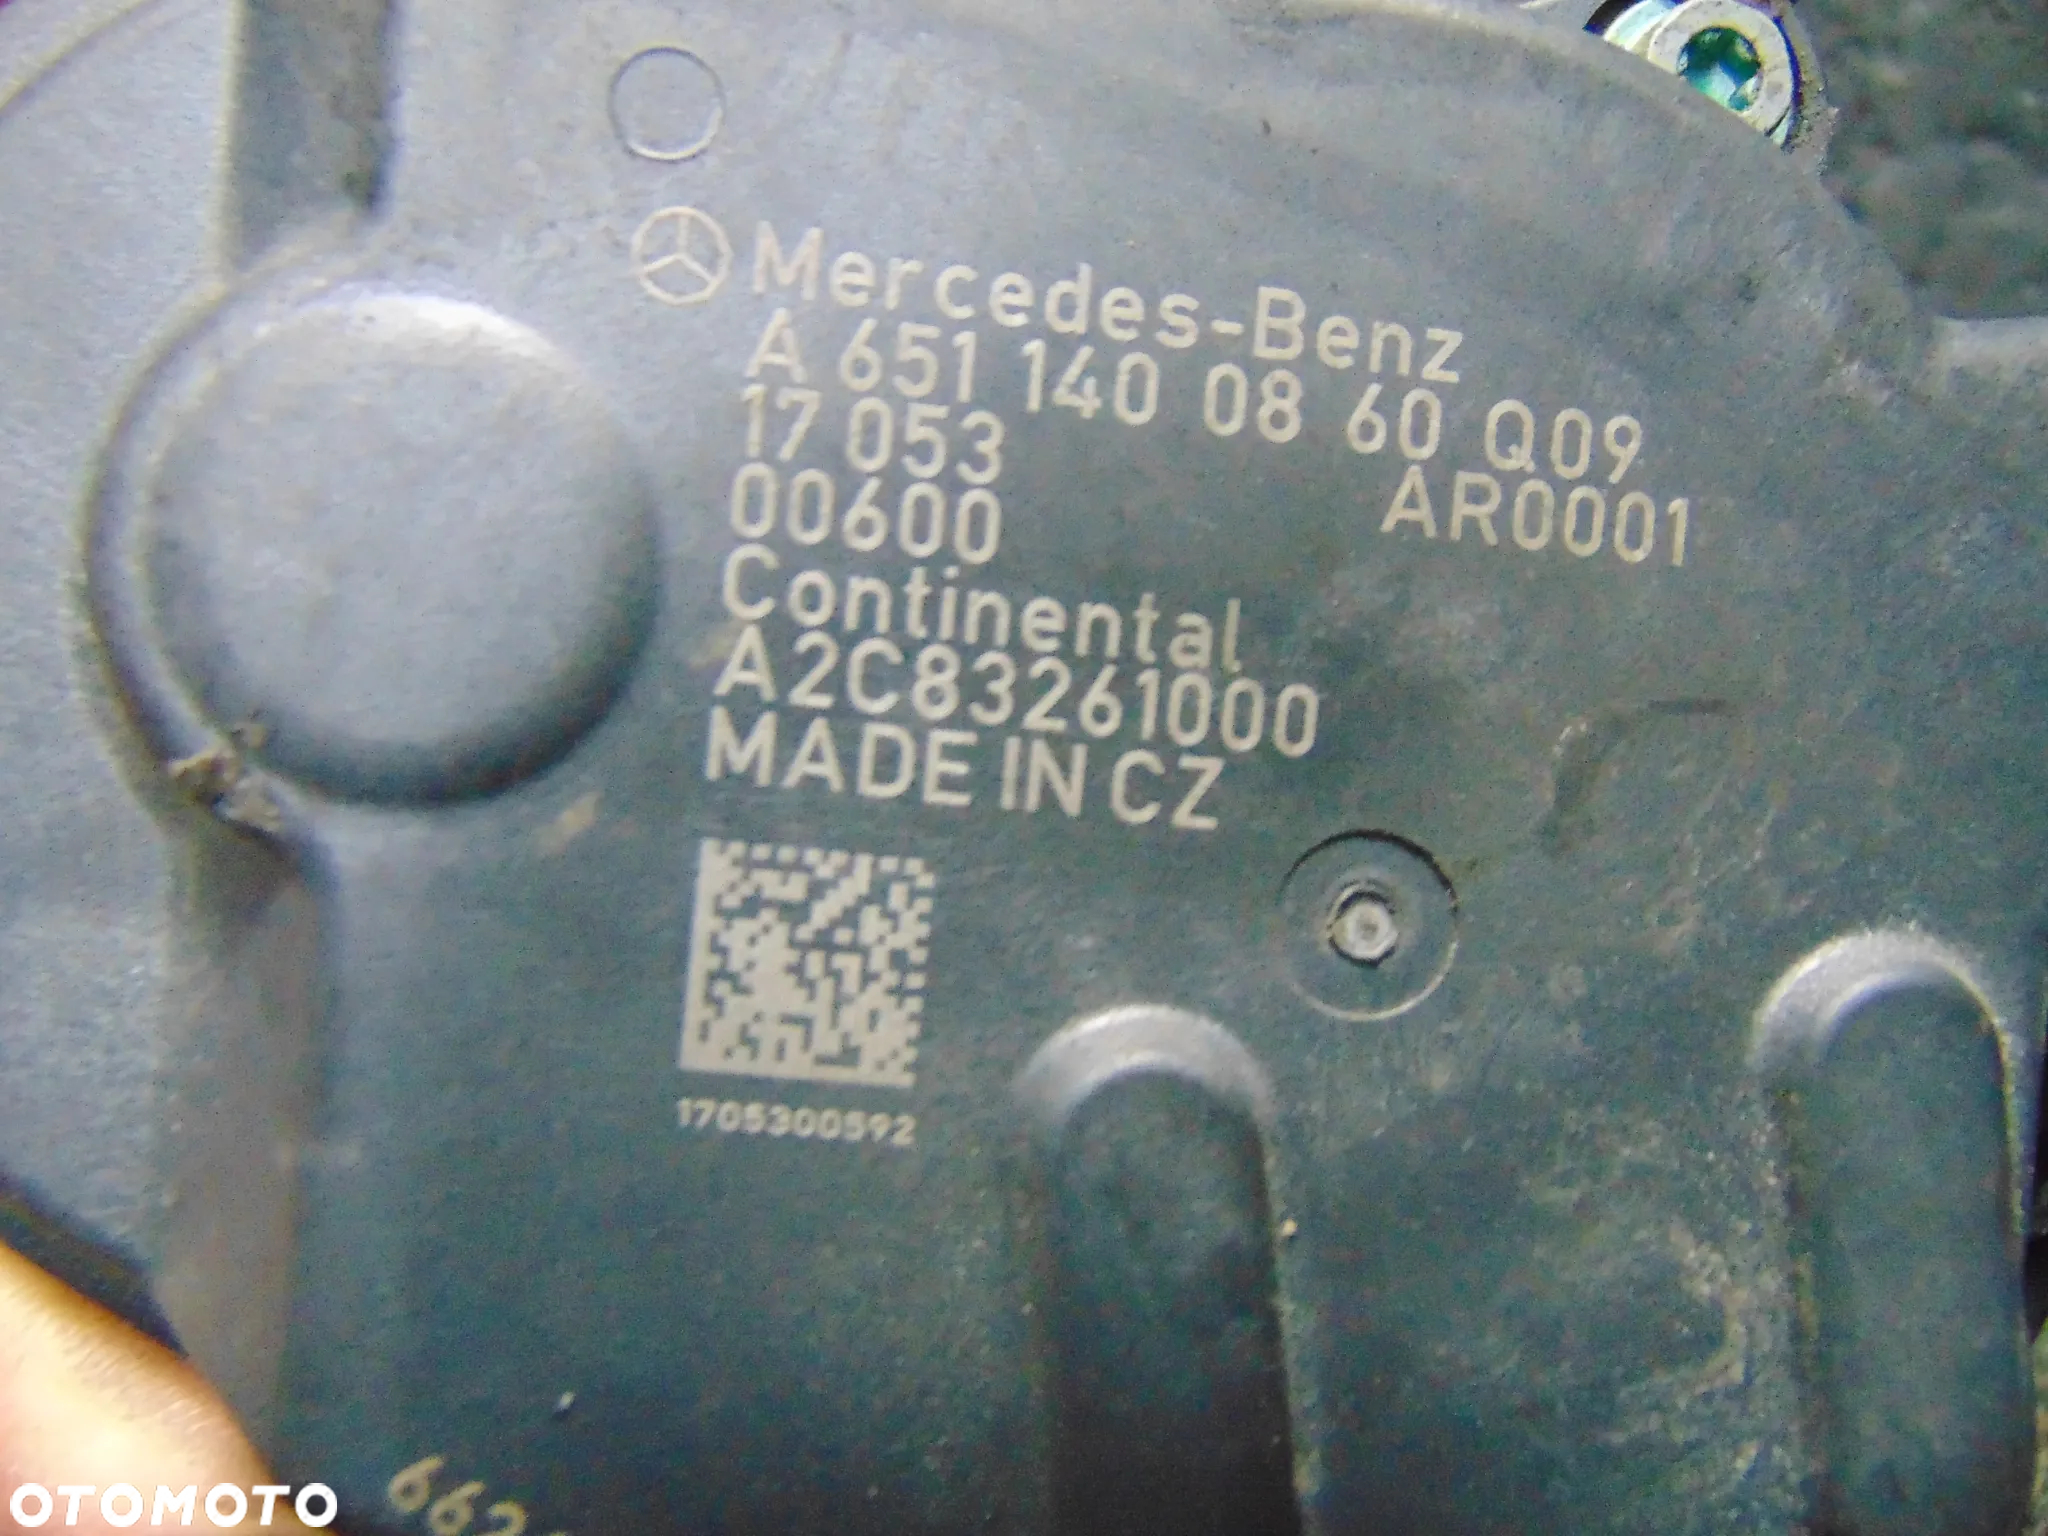 Mercedes-Benz
A 651 140 08 60 Q09
17 053
00600 AR0001
Continental
A2C83261000
MADE IN CZ
1705300592
OTOMOTO